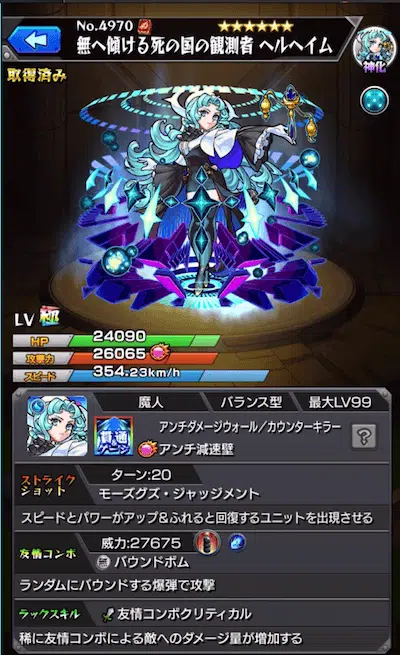 No.4970 ★★★★★★
無へ傾ける死の国の観測者 ヘルヘイム
神化
取得済み
LV 極
HP 24090
攻撃力 26065
スピード 354.23km/h
魔人 バランス型 最大LV99
貫通
アンチダメージウォール/カウンターキラー
アンチ減速壁
?
ストライクショット ターン:20
モーズグズ・ジャッジメント
スピードとパワーがアップ&ふれると回復するユニットを出現させる
友情コンボ 威力:27675
無 バウンドボム
ランダムにバウンドする爆弾で攻撃
ラックスキル 友情コンボクリティカル
稀に友情コンボによる敵へのダメージ量が増加する